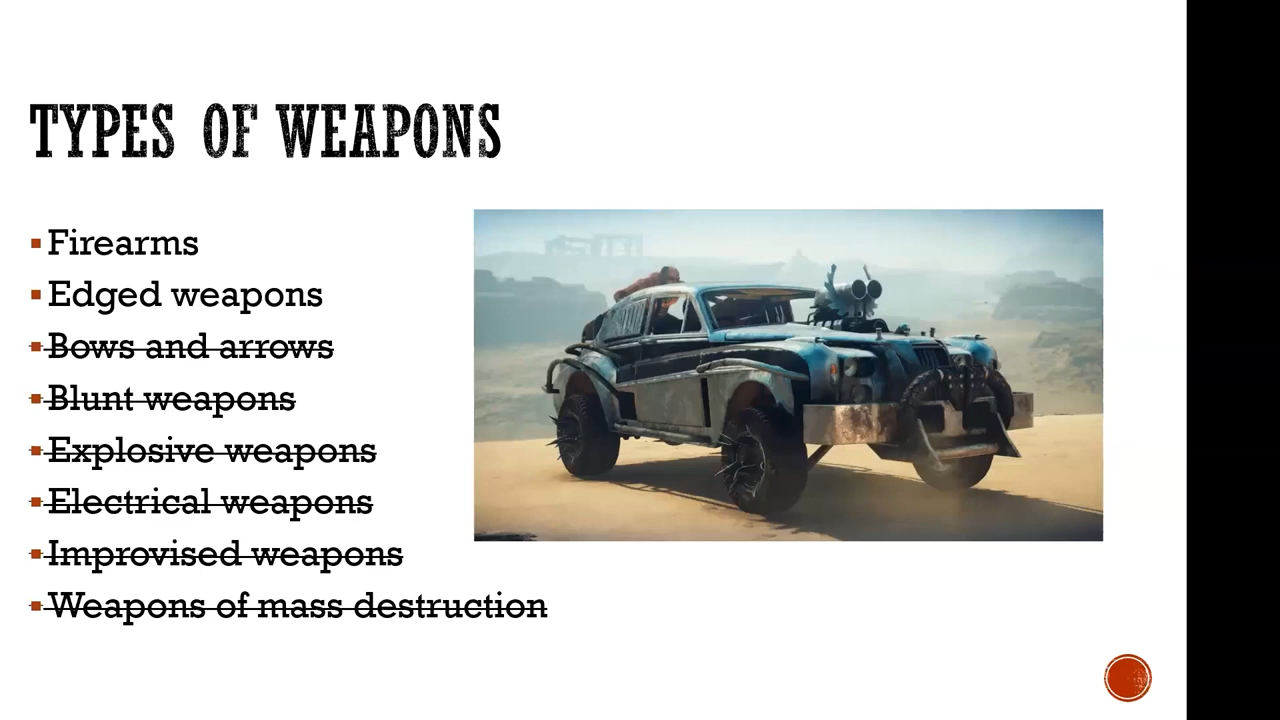 TYPES OF WEAPONS
Firearms
Edged weapons
Bows and arrows
Blunt weapons
Explosive weapons
Electrical weapons
Improvised weapons
Weapons of mass destruction